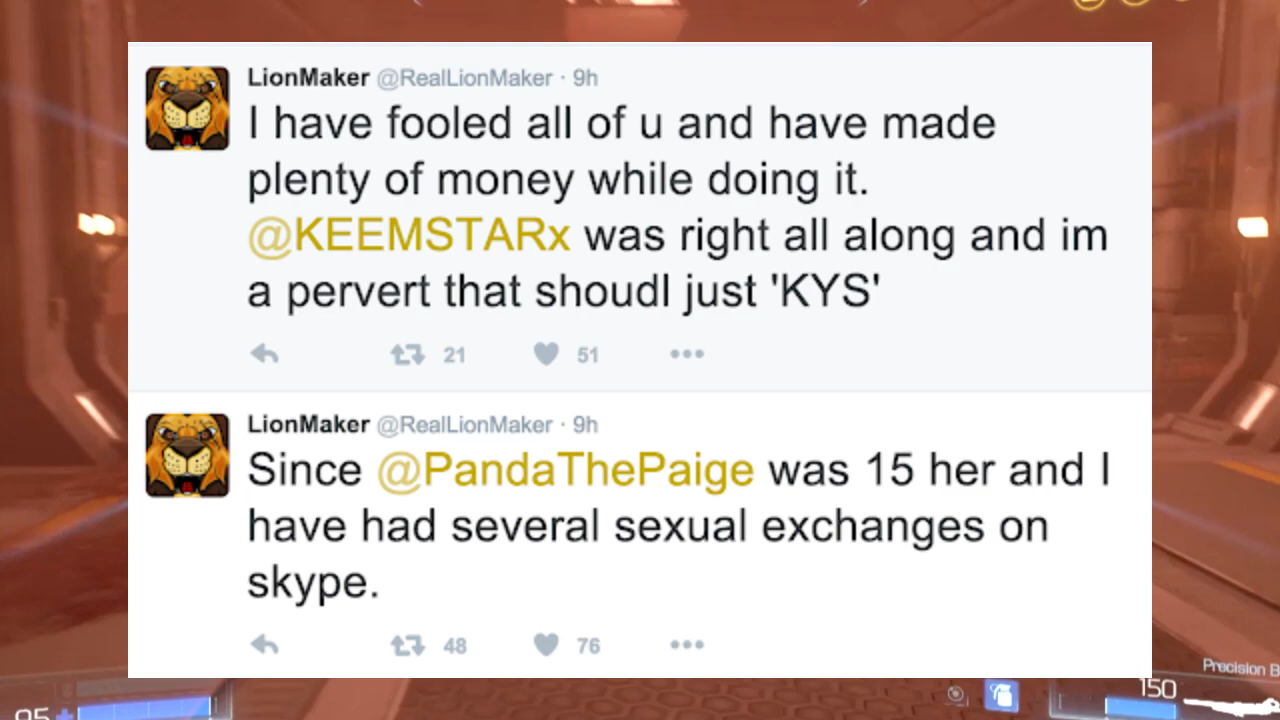 LionMaker @RealLionMaker · 9h
I have fooled all of u and have made
plenty of money while doing it.
@KEEMSTARx was right all along and im
a pervert that shoudl just 'KYS'
21 51
LionMaker @RealLionMaker · 9h
Since @PandaThePaige was 15 her and I
have had several sexual exchanges on
skype.
48 76
Precision B
150
95